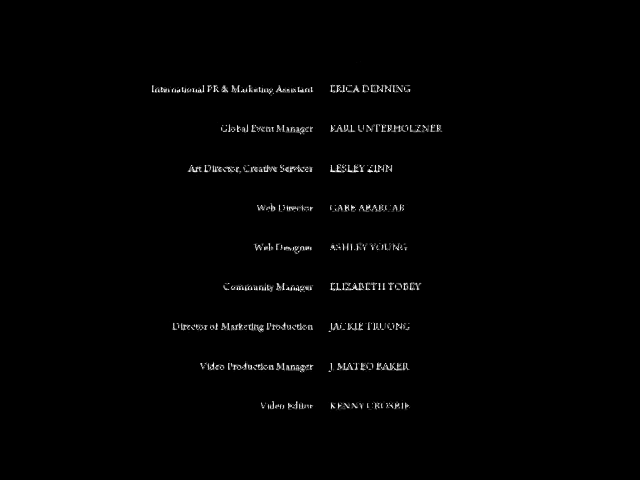 International PR & Marketing Assistant ERICA DENNING
Global Event Manager KARL UNTERHOLZNER
Art Director, Creative Services LESLEY ZINN
Web Director GABE ABARCAR
Web Designer ASHLEY YOUNG
Community Manager ELIZABETH TOBEY
Director of Marketing Production JACKIE TRUONG
Video Production Manager J. MATEO BAKER
Video Editor KENNY CROSBIE